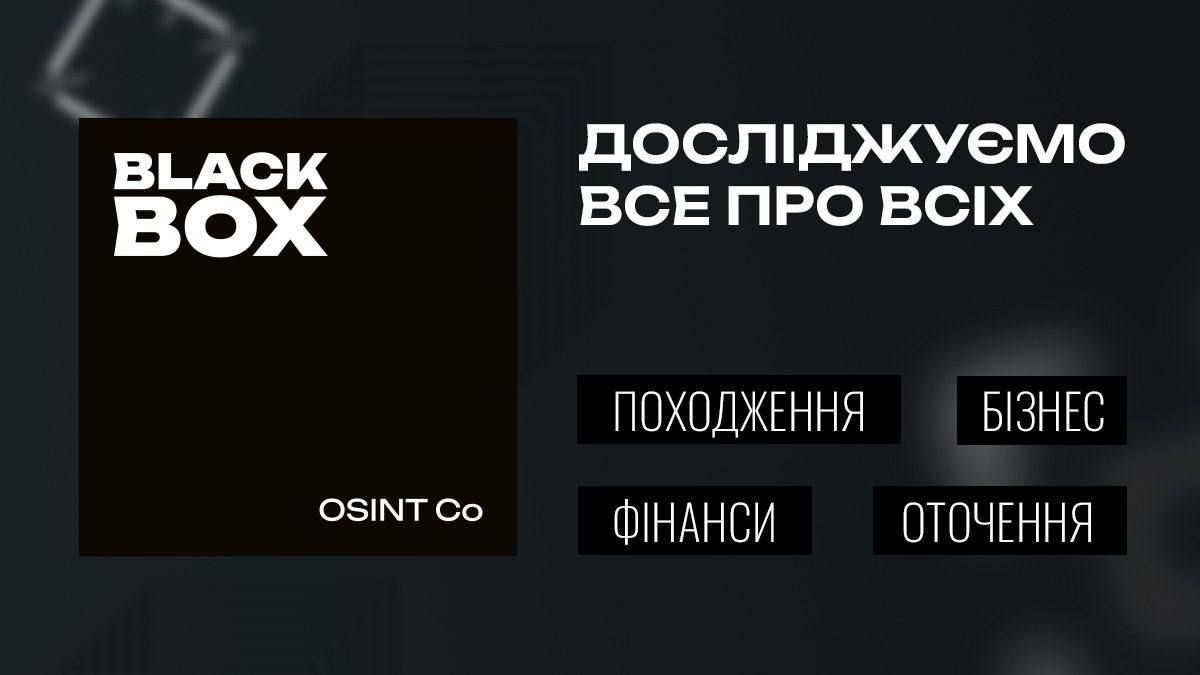 BLACK
BOX
OSINT Co
ДОСЛІДЖУЄМО
ВСЕ ПРО ВСІХ
ПОХОДЖЕННЯ
БІЗНЕС
ФІНАНСИ
ОТОЧЕННЯ